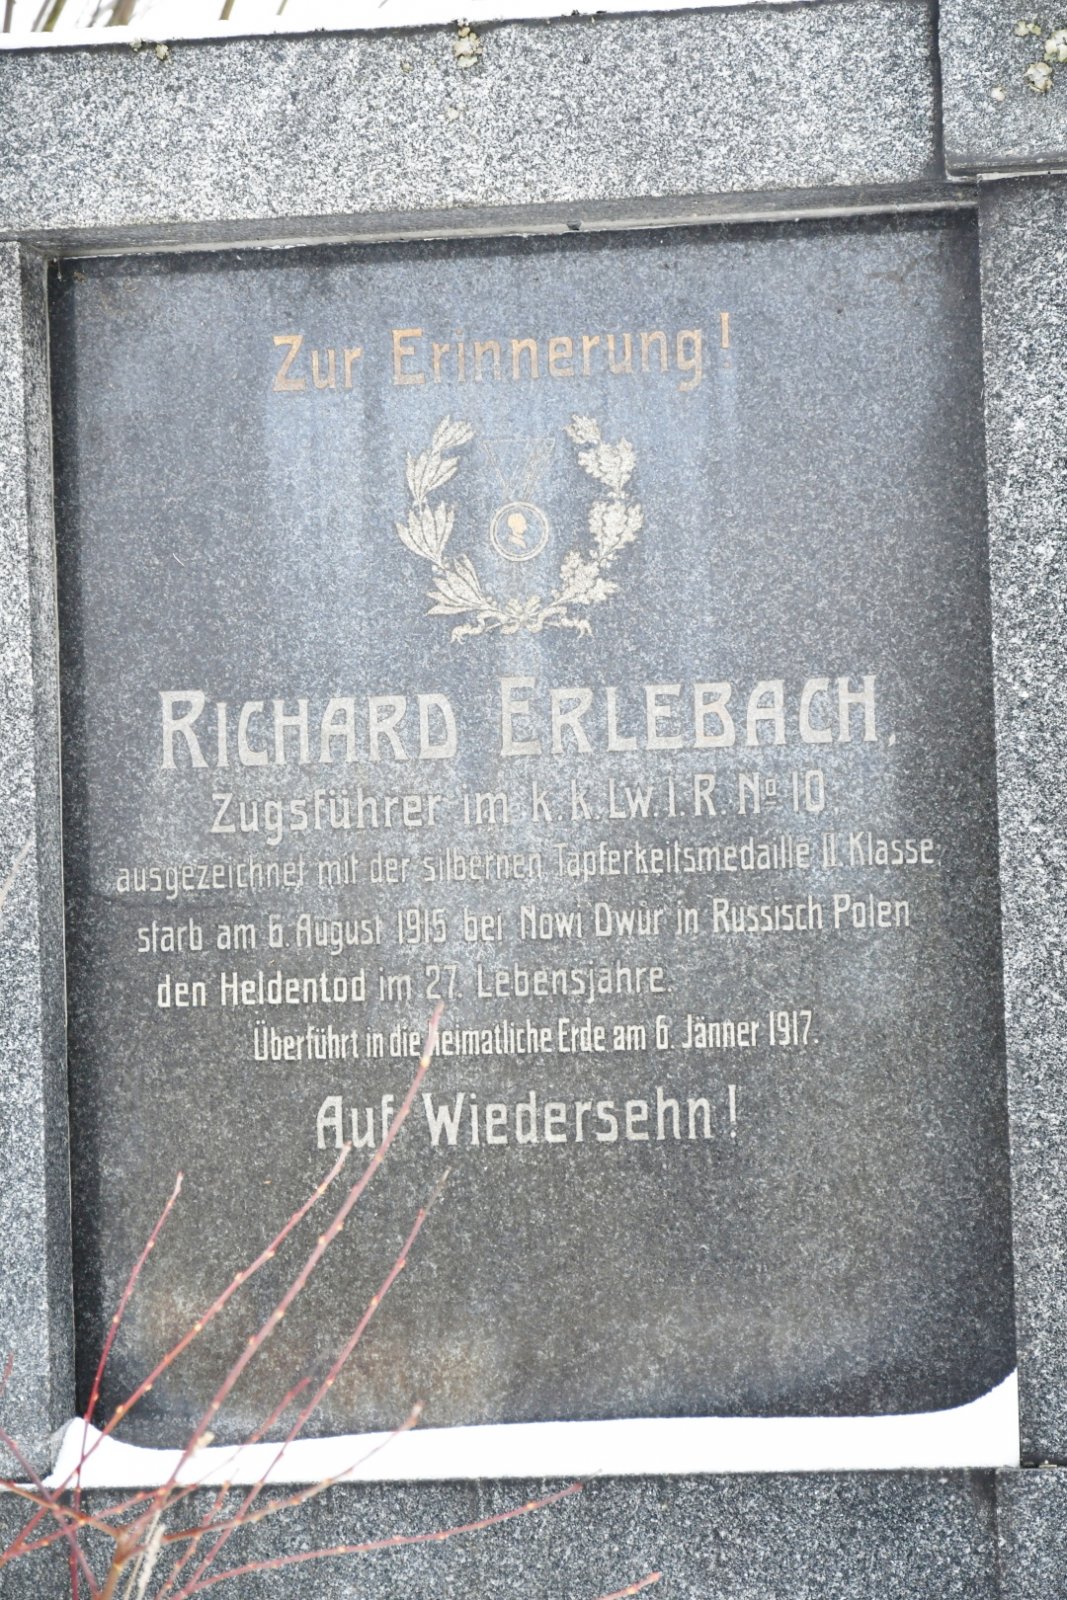 Zur Erinnerung!
RICHARD ERLEBACH,
Zugsführer im k.k. Lw. I. R. No 10
ausgezeichnet mit der silbernen Tapferkeitsmedaille II. Klasse
starb am 6. August 1915 bei Nowi Dwur in Russisch Polen
den Heldentod im 27. Lebensjahre.
Überführt in die heimatliche Erde am 6. Jänner 1917.
Auf Wiedersehn!